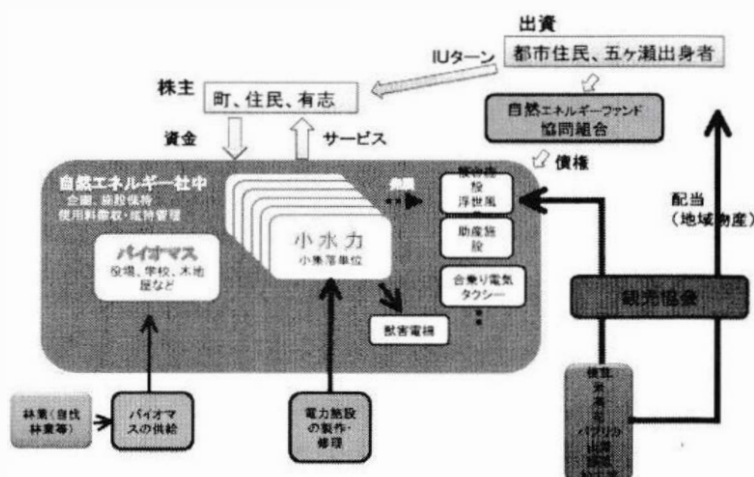 出資
都市住民、五ヶ瀬出身者
IUターン
株主
町、住民、有志
自然エネルギーファンド
協同組合
資金
サービス
債権
自然エネルギー社中
企画、施設保持
使用料徴収・維持管理
バイオマス
役場、学校、木地
屋など
小水力
小集落単位
設
浮世風
助産施
設
合乗り電気
タクシー
獣害電柵
配当
(地域物産)
観光協会
林業(自伐
林業等)
バイオ
マスの供給
電力施設
の製作・
修理